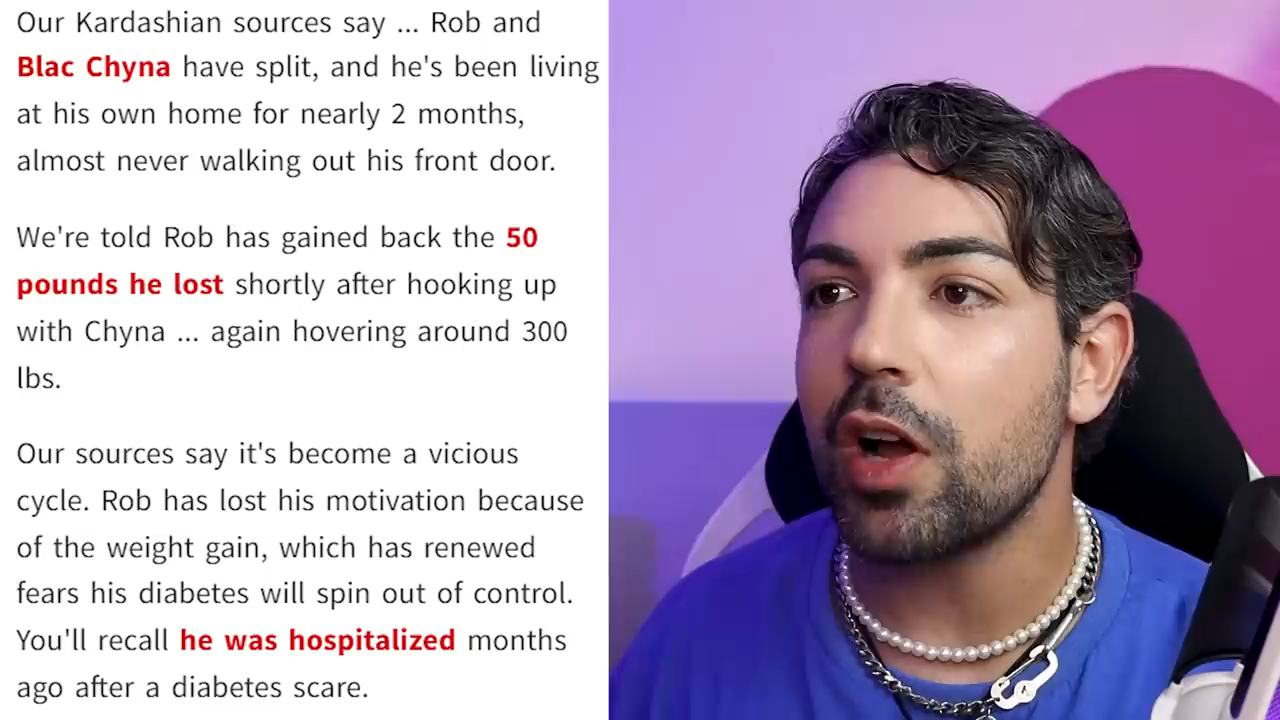 Our Kardashian sources say ... Rob and
Blac Chyna have split, and he's been living
at his own home for nearly 2 months,
almost never walking out his front door.
We're told Rob has gained back the 50
pounds he lost shortly after hooking up
with Chyna ... again hovering around 300
lbs.
Our sources say it's become a vicious
cycle. Rob has lost his motivation because
of the weight gain, which has renewed
fears his diabetes will spin out of control.
You'll recall he was hospitalized months
ago after a diabetes scare.